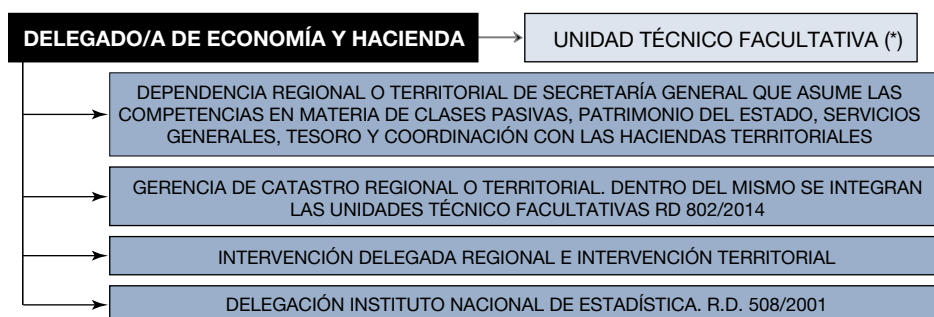 DELEGADO/A DE ECONOMÍA Y HACIENDA
UNIDAD TÉCNICO FACULTATIVA (*)
DEPENDENCIA REGIONAL O TERRITORIAL DE SECRETARÍA GENERAL QUE ASUME LAS
COMPETENCIAS EN MATERIA DE CLASES PASIVAS, PATRIMONIO DEL ESTADO, SERVICIOS
GENERALES, TESORO Y COORDINACIÓN CON LAS HACIENDAS TERRITORIALES
GERENCIA DE CATASTRO REGIONAL O TERRITORIAL. DENTRO DEL MISMO SE INTEGRAN
LAS UNIDADES TÉCNICO FACULTATIVAS RD 802/2014
INTERVENCIÓN DELEGADA REGIONAL E INTERVENCIÓN TERRITORIAL
DELEGACIÓN INSTITUTO NACIONAL DE ESTADÍSTICA. R.D. 508/2001